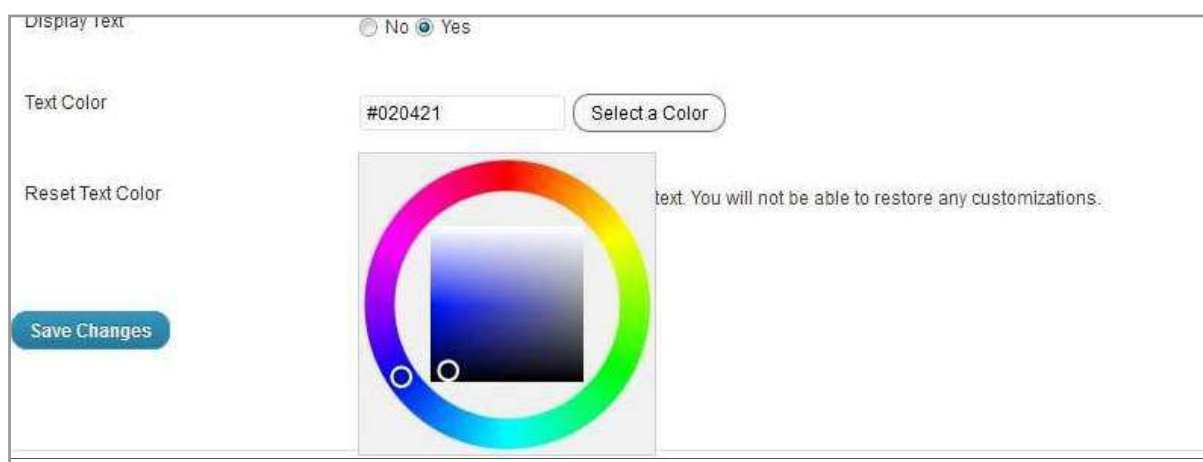 Display Text
No Yes
Text Color
#020421 Select a Color
Reset Text Color
text. You will not be able to restore any customizations.
Save Changes